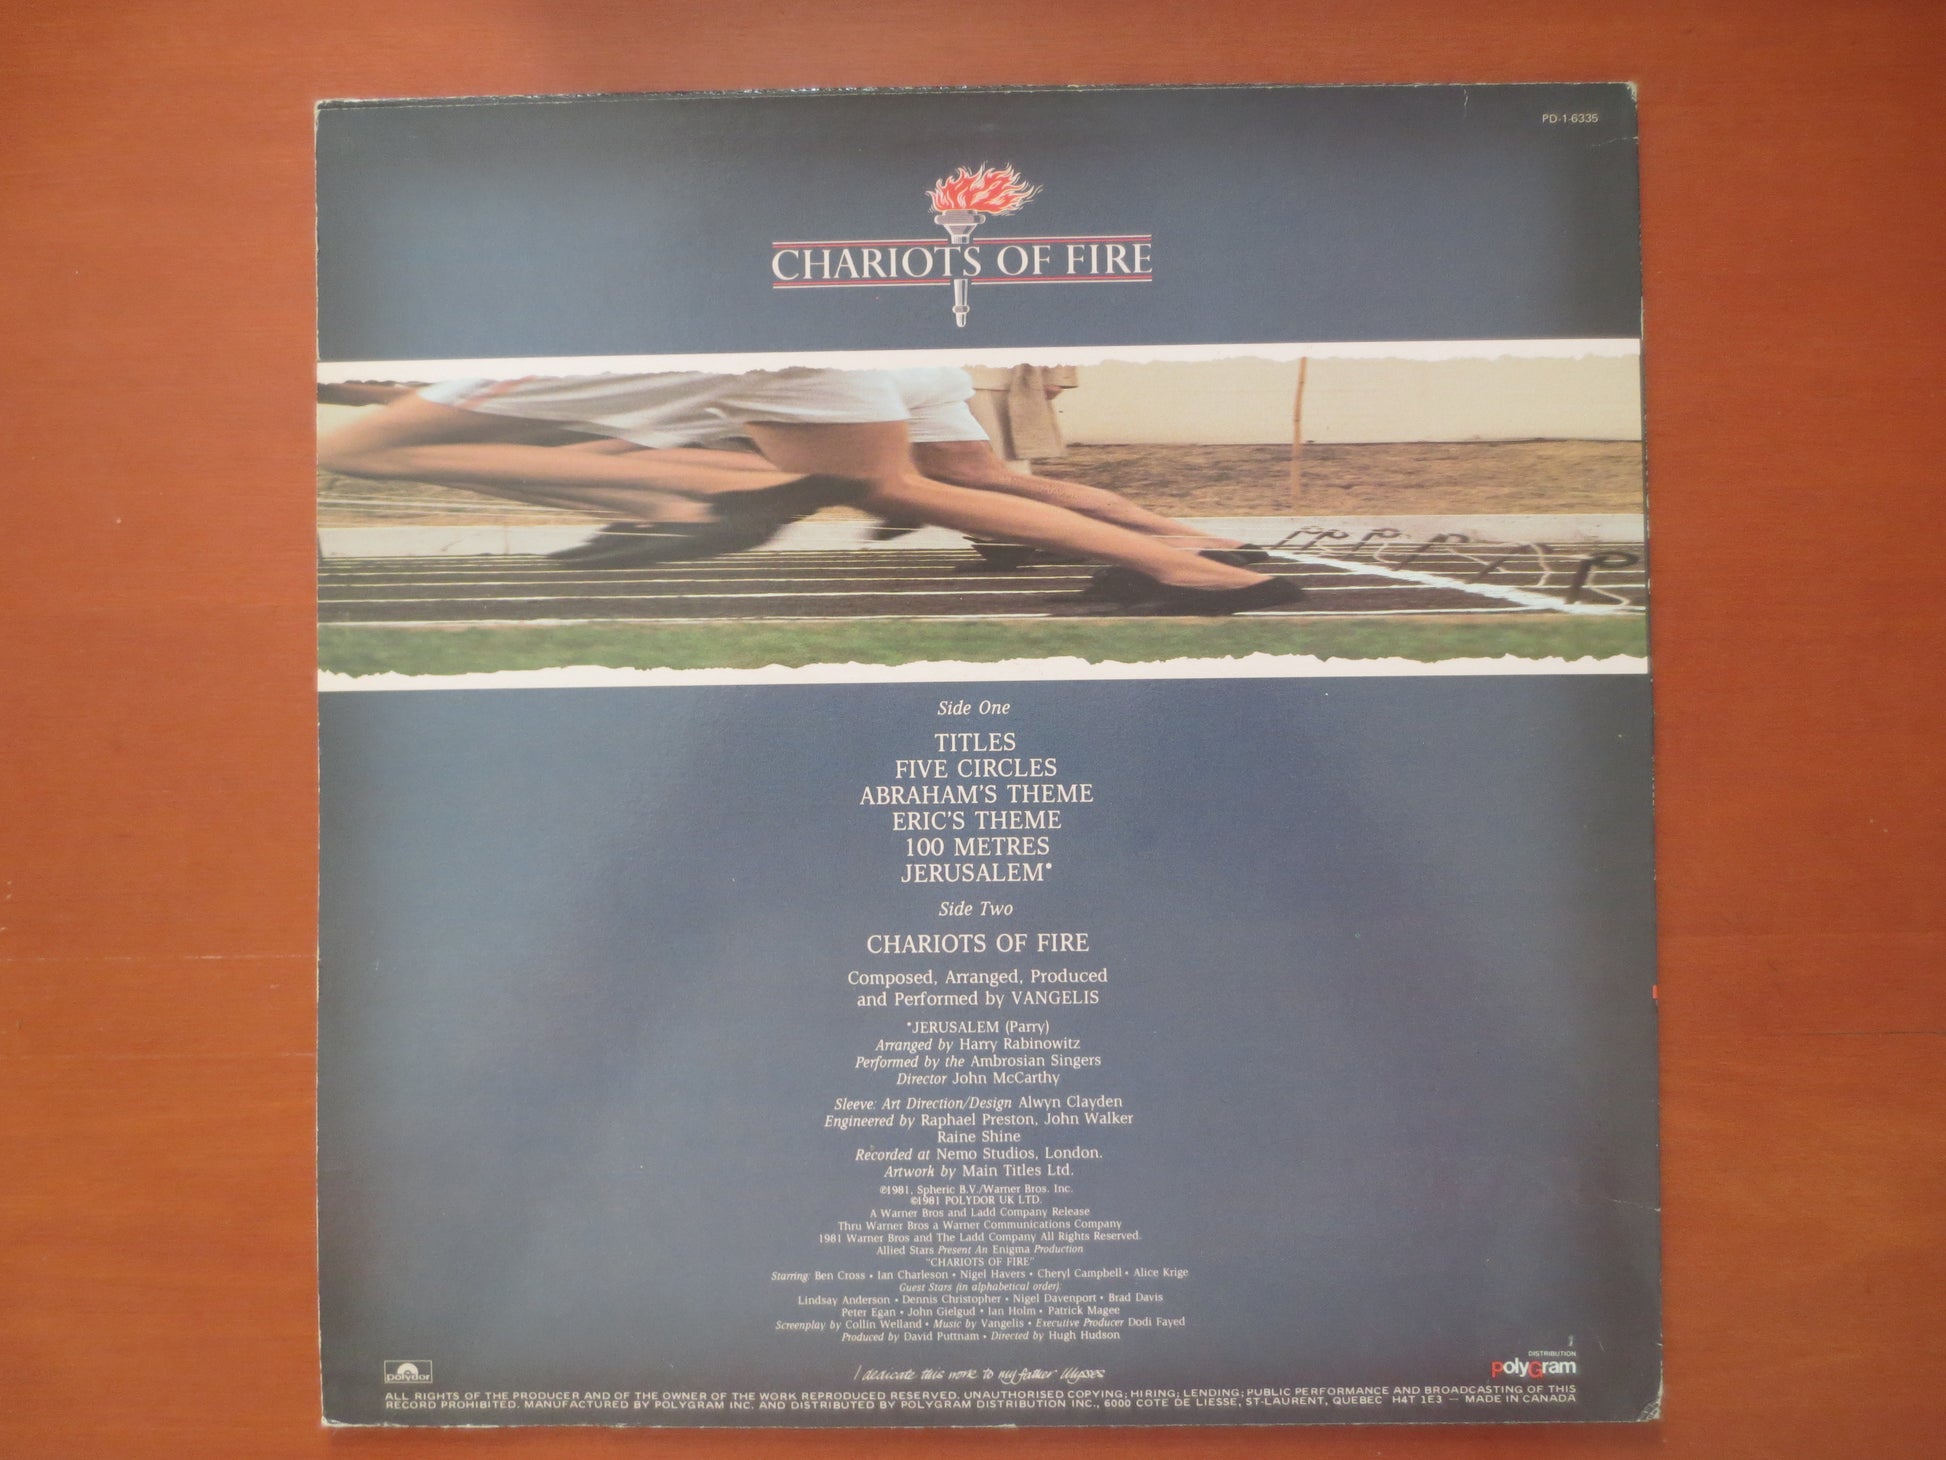 PD-1-6335
CHARIOTS OF FIRE
Side One
TITLES
FIVE CIRCLES
ABRAHAM'S THEME
ERIC'S THEME
100 METRES
JERUSALEM*
Side Two
CHARIOTS OF FIRE
Composed, Arranged, Produced
and Performed by VANGELIS
*JERUSALEM (Parry)
Arranged by Harry Rabinowitz
Performed by the Ambrosian Singers
Director John McCarthy
Sleeve: Art Direction/Design Alwyn Clayden
Engineered by Raphael Preston, John Walker
Raine Shine
Recorded at Nemo Studios, London.
Artwork by Main Titles Ltd.
℗1981, Spheric B.V./Warner Bros. Inc.
©1981 POLYDOR UK LTD.
A Warner Bros and Ladd Company Release
Thru Warner Bros a Warner Communications Company
1981 Warner Bros and The Ladd Company All Rights Reserved.
Allied Stars Present An Enigma Production
"CHARIOTS OF FIRE"
Starring: Ben Cross • Ian Charleson • Nigel Havers • Cheryl Campbell • Alice Krige
Guest Stars (in alphabetical order):
Lindsay Anderson • Dennis Christopher • Nigel Davenport • Brad Davis
Peter Egan • John Gielgud • Ian Holm • Patrick Magee
Screenplay by Collin Welland • Music by Vangelis • Executive Producer Dodi Fayed
Produced by David Puttnam • Directed by Hugh Hudson
I dedicate this work to my father Ulysses
polydor
DISTRIBUTION
polyGram
ALL RIGHTS OF THE PRODUCER AND OF THE OWNER OF THE WORK REPRODUCED RESERVED. UNAUTHORISED COPYING; HIRING; LENDING; PUBLIC PERFORMANCE AND BROADCASTING OF THIS
RECORD PROHIBITED. MANUFACTURED BY POLYGRAM INC. AND DISTRIBUTED BY POLYGRAM DISTRIBUTION INC., 6000 COTE DE LIESSE, ST-LAURENT, QUEBEC H4T 1E3 — MADE IN CANADA